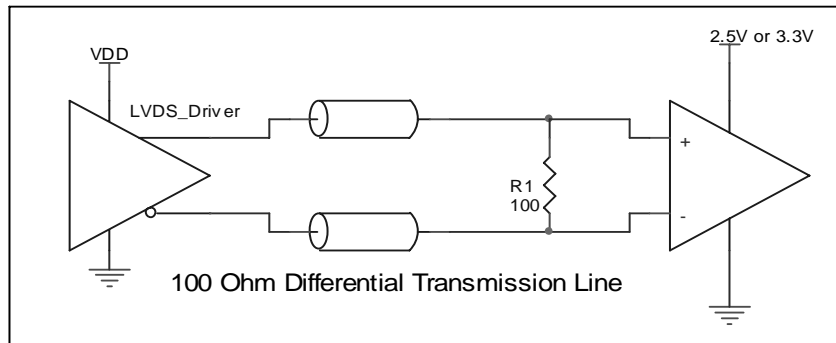 2.5V or 3.3V
VDD
LVDS_Driver
+
R1
100
-
100 Ohm Differential Transmission Line